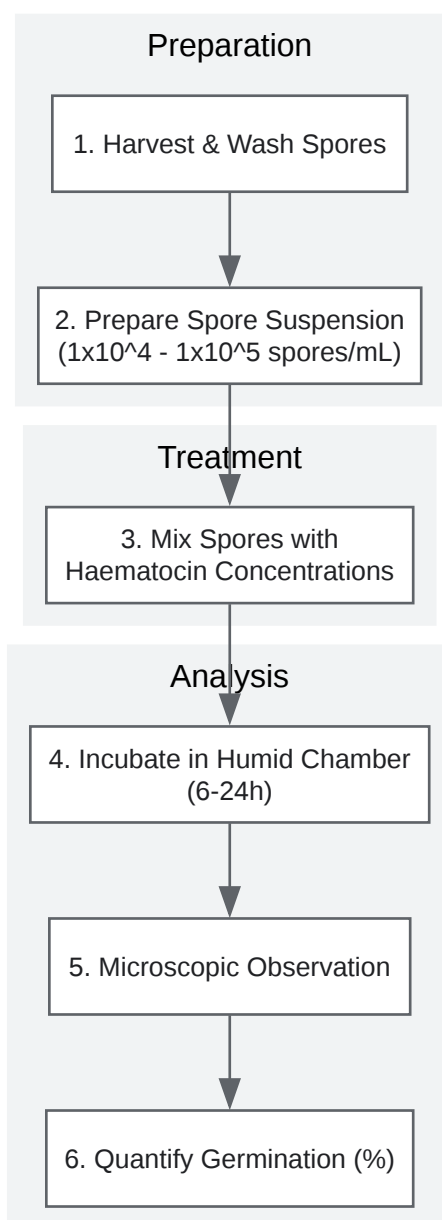 Preparation
1. Harvest & Wash Spores
2. Prepare Spore Suspension
(1x10^4 - 1x10^5 spores/mL)
Treatment
3. Mix Spores with
Haematocin Concentrations
Analysis
4. Incubate in Humid Chamber
(6-24h)
5. Microscopic Observation
6. Quantify Germination (%)